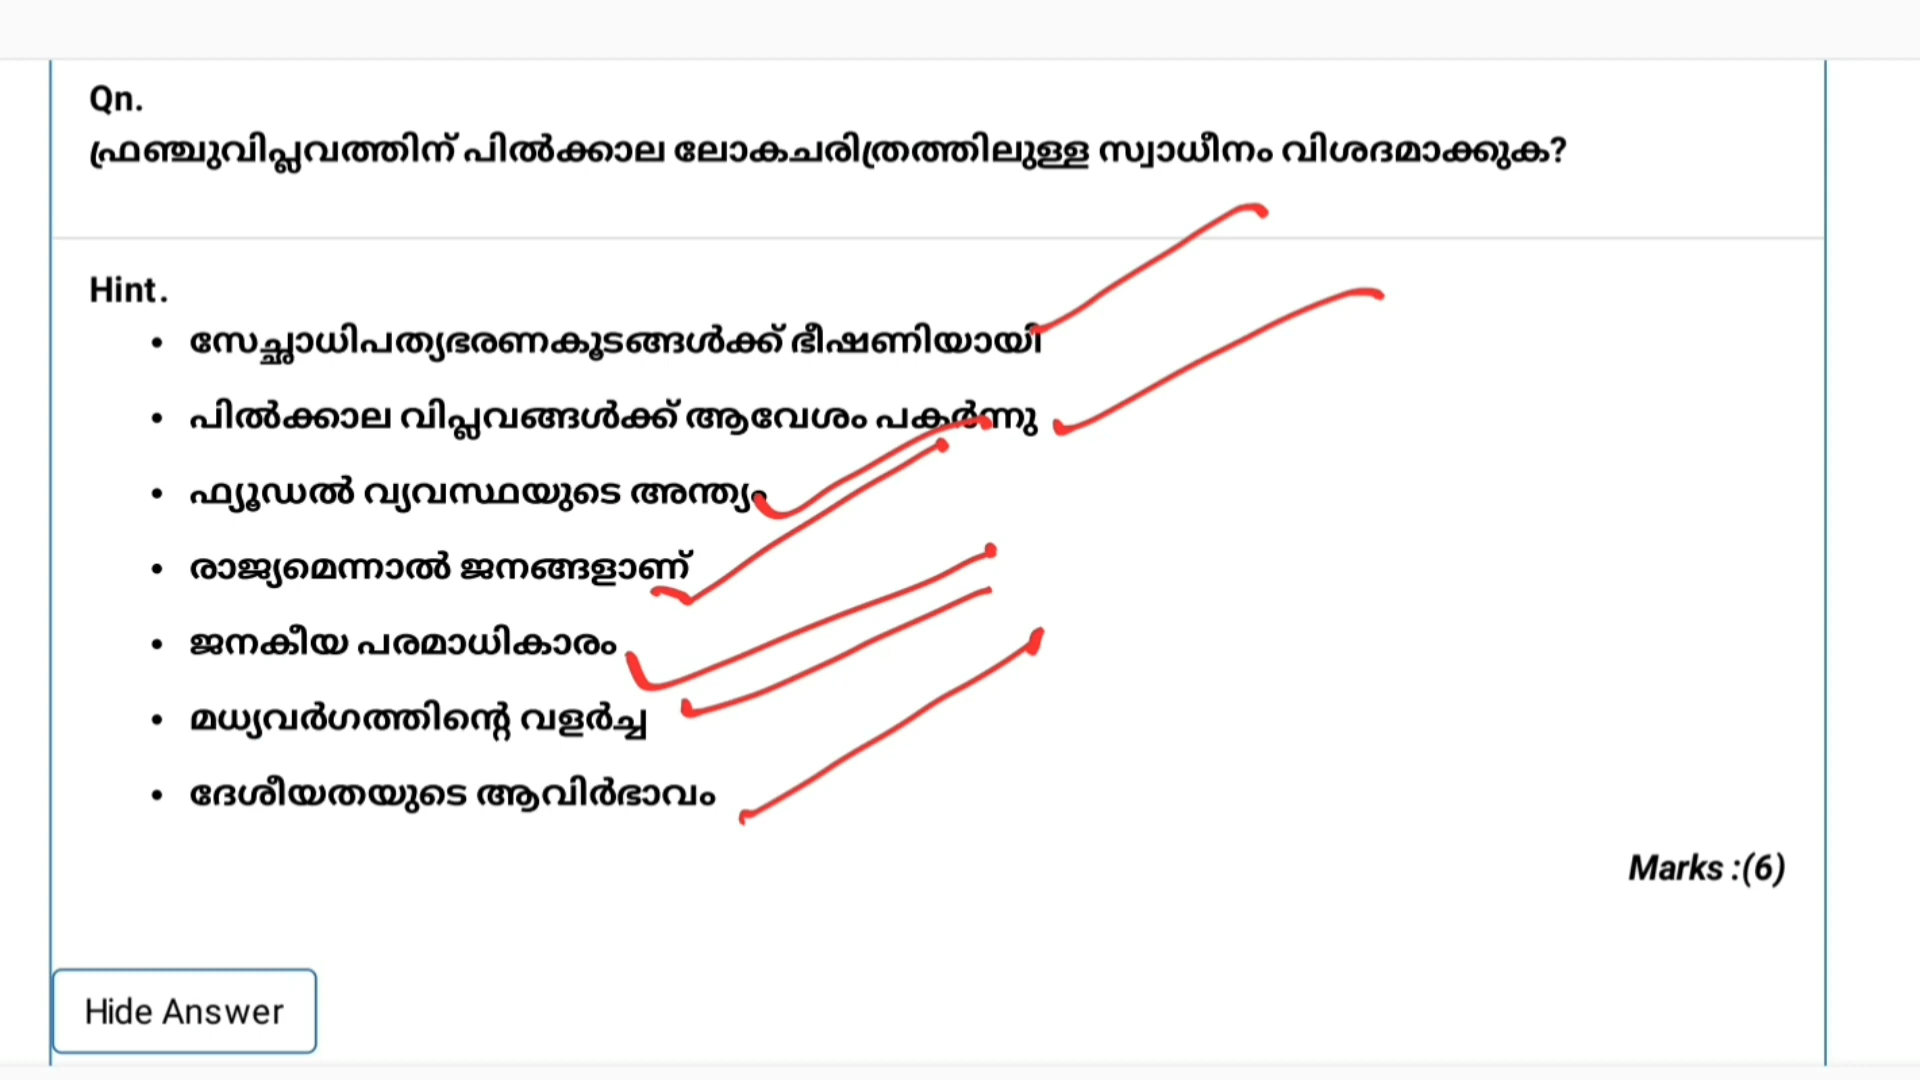 Qn.
ഫ്രഞ്ചുവിപ്ലവത്തിന് പിൽക്കാല ലോകചരിത്രത്തിലുള്ള സ്വാധീനം വിശദമാക്കുക?
Hint.
• സേച്ഛാധിപത്യഭരണകൂടങ്ങൾക്ക് ഭീഷണിയായി
• പിൽക്കാല വിപ്ലവങ്ങൾക്ക് ആവേശം പകർന്നു
• ഫ്യൂഡൽ വ്യവസ്ഥയുടെ അന്ത്യം
• രാജ്യമെന്നാൽ ജനങ്ങളാണ്
• ജനകീയ പരമാധികാരം
• മധ്യവർഗത്തിന്റെ വളർച്ച
• ദേശീയതയുടെ ആവിർഭാവം
Marks :(6)
Hide Answer